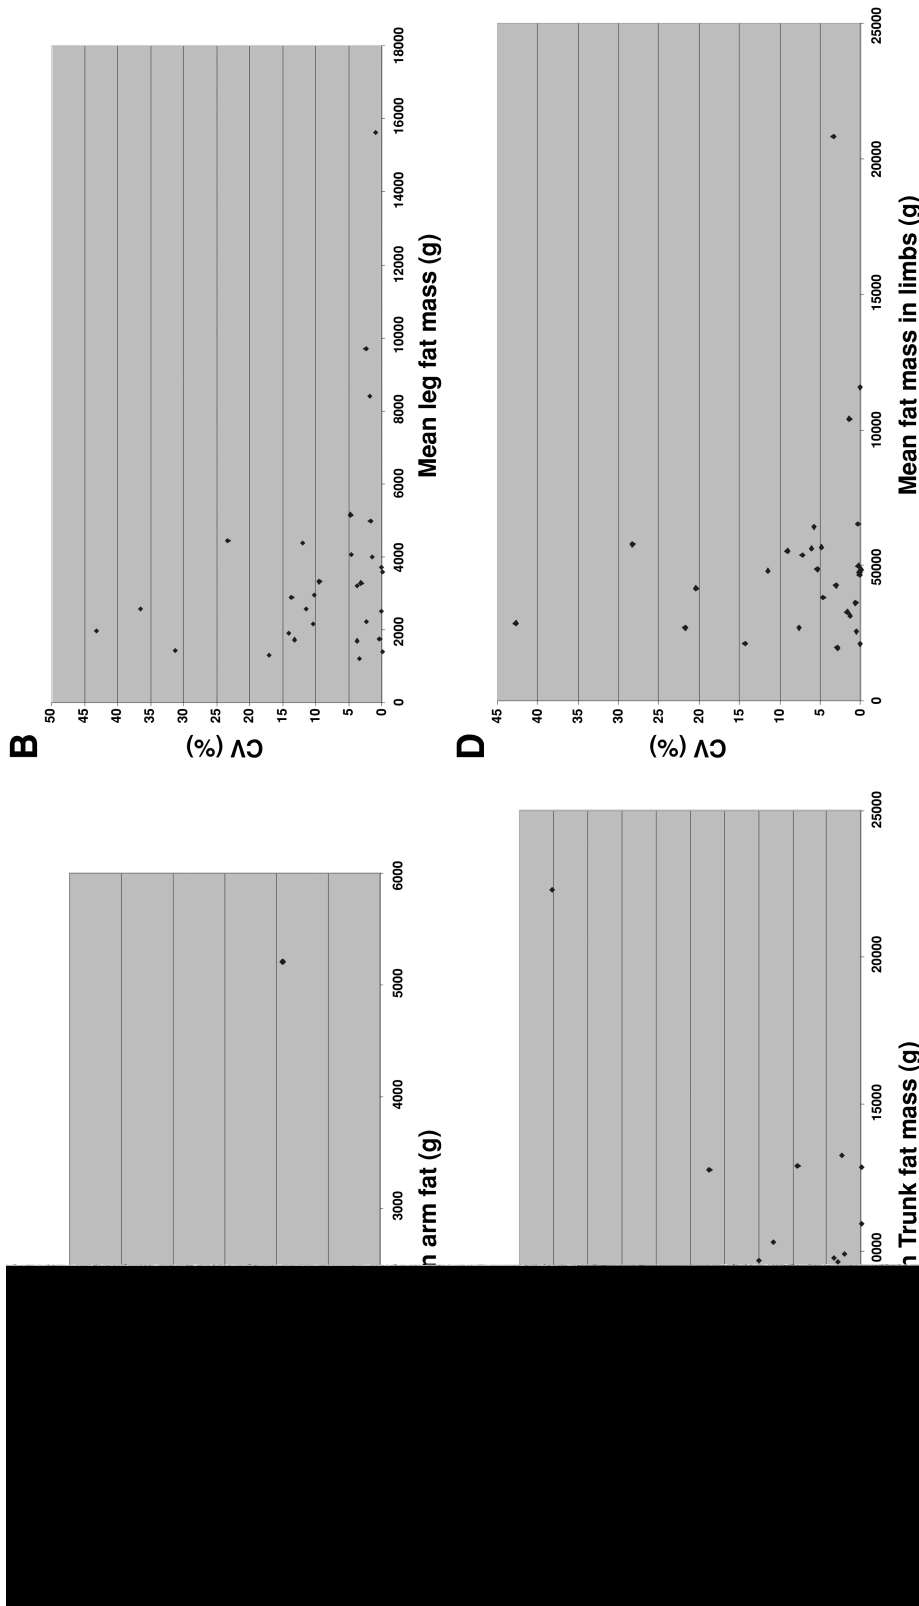 B
CV (%)
50
45
40
35
30
25
20
15
10
5
0
3000 4000 5000 6000
0 2000 4000 6000 8000 10000 12000 14000 16000 18000
n arm fat (g)
Mean leg fat mass (g)
D
CV (%)
45
40
35
30
25
20
15
10
5
0
0000 15000 20000 25000
0 50000 10000 15000 20000 25000
n Trunk fat mass (g)
Mean fat mass in limbs (g)